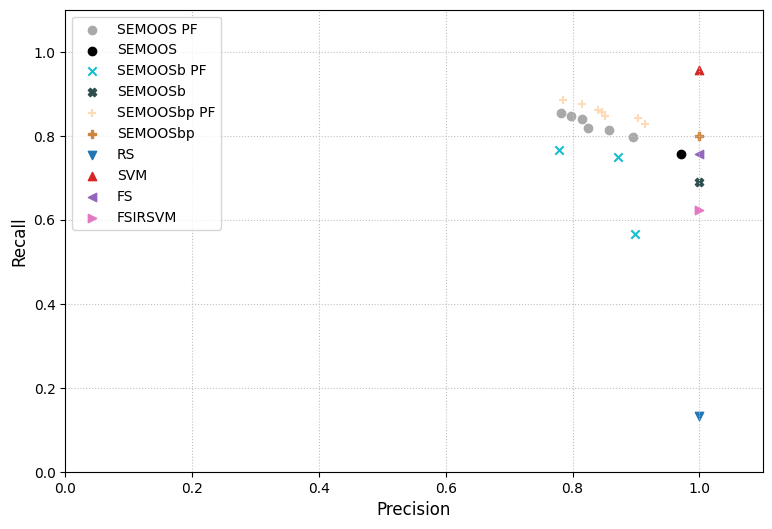 1.0
0.8
0.6
0.4
0.2
0.0
Recall
SEMOOS PF
SEMOOS
SEMOOSb PF
SEMOOSb
SEMOOSbp PF
SEMOOSbp
RS
SVM
FS
FSIRSVM
0.0 0.2 0.4 0.6 0.8 1.0
Precision